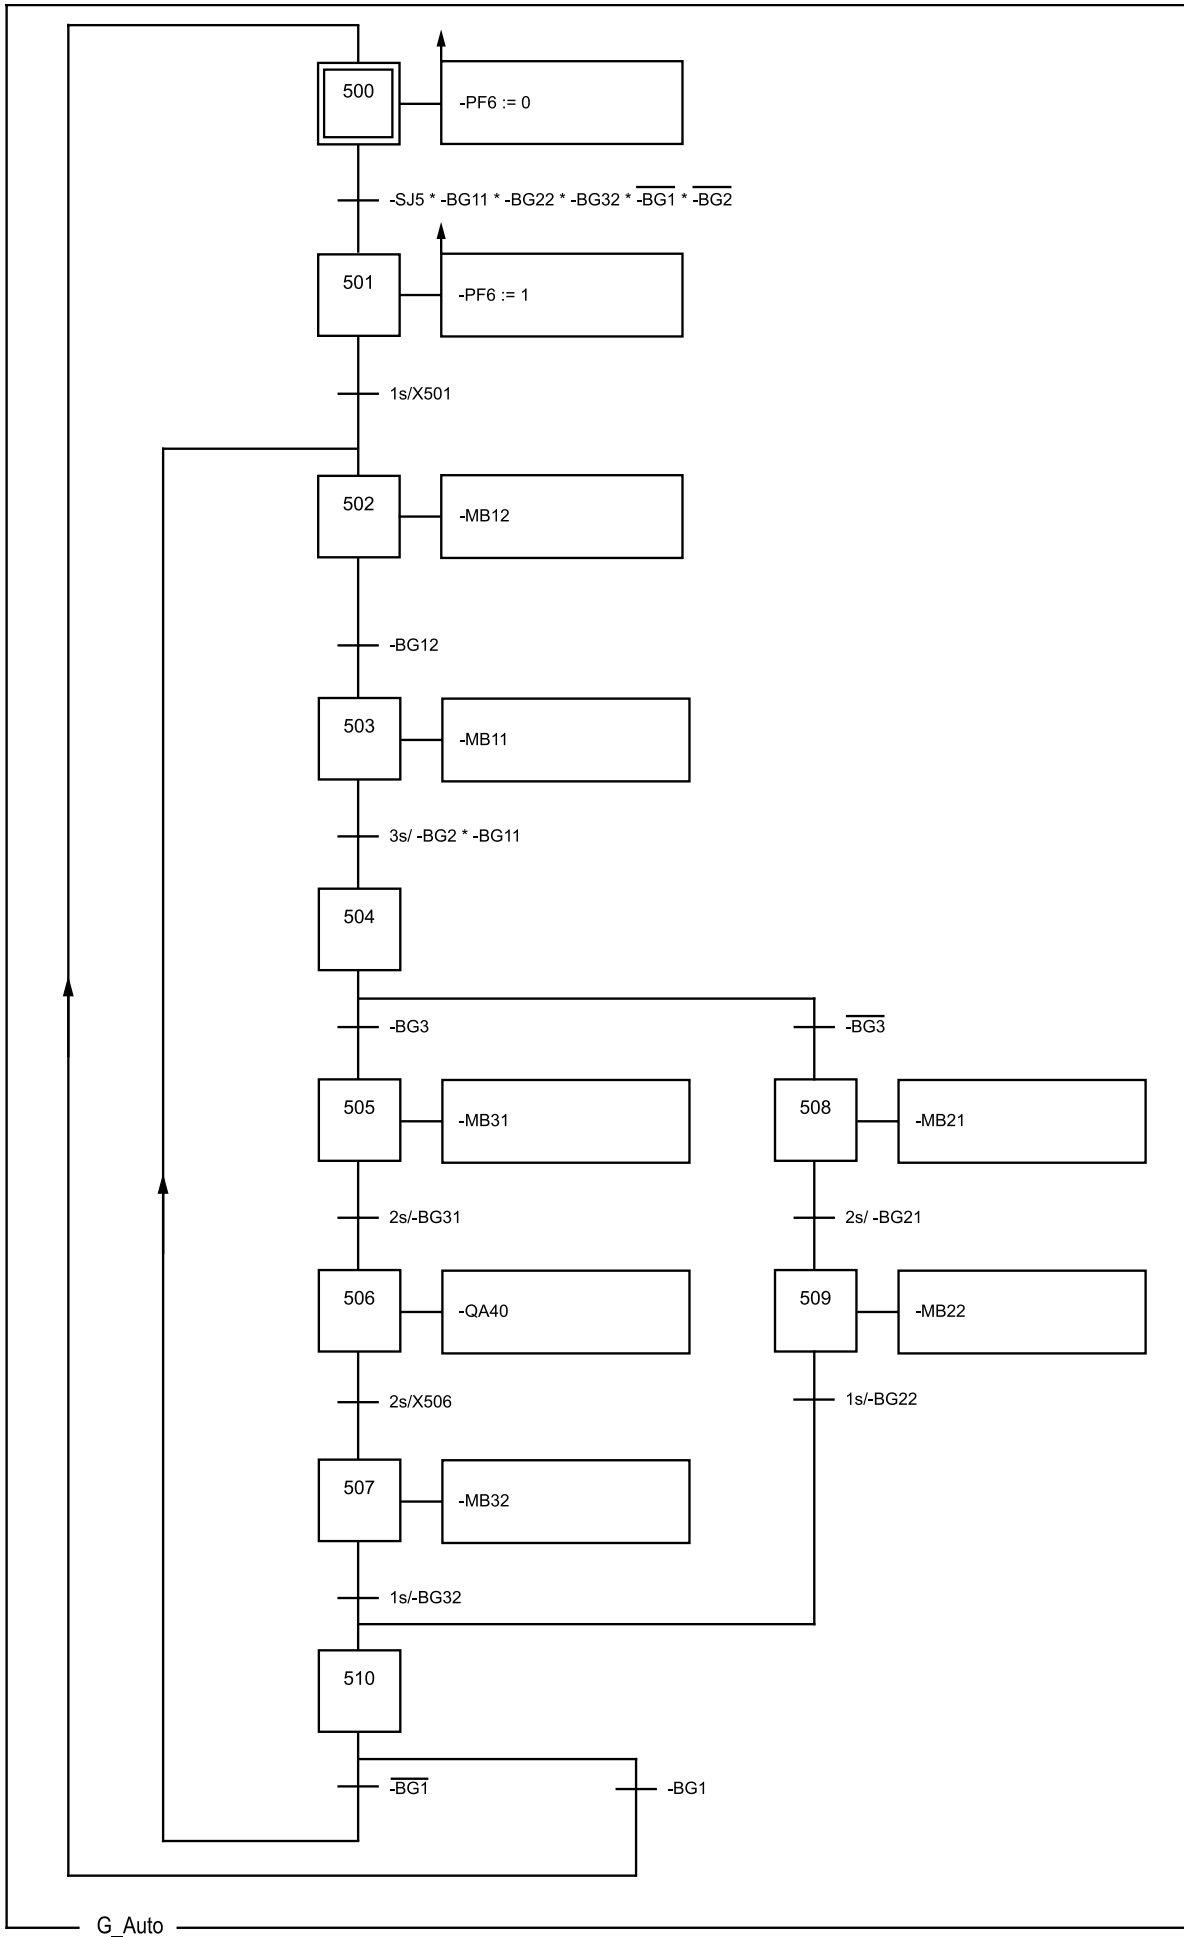 500
-PF6 := 0
-SJ5 * -BG11 * -BG22 * -BG32 * -BG1 * -BG2
501
-PF6 := 1
1s/X501
502
-MB12
-BG12
503
-MB11
3s/ -BG2 * -BG11
504
-BG3
-BG3
505
-MB31
508
-MB21
2s/-BG31
2s/ -BG21
506
-QA40
509
-MB22
2s/X506
1s/-BG22
507
-MB32
1s/-BG32
510
-BG1
-BG1
G_Auto